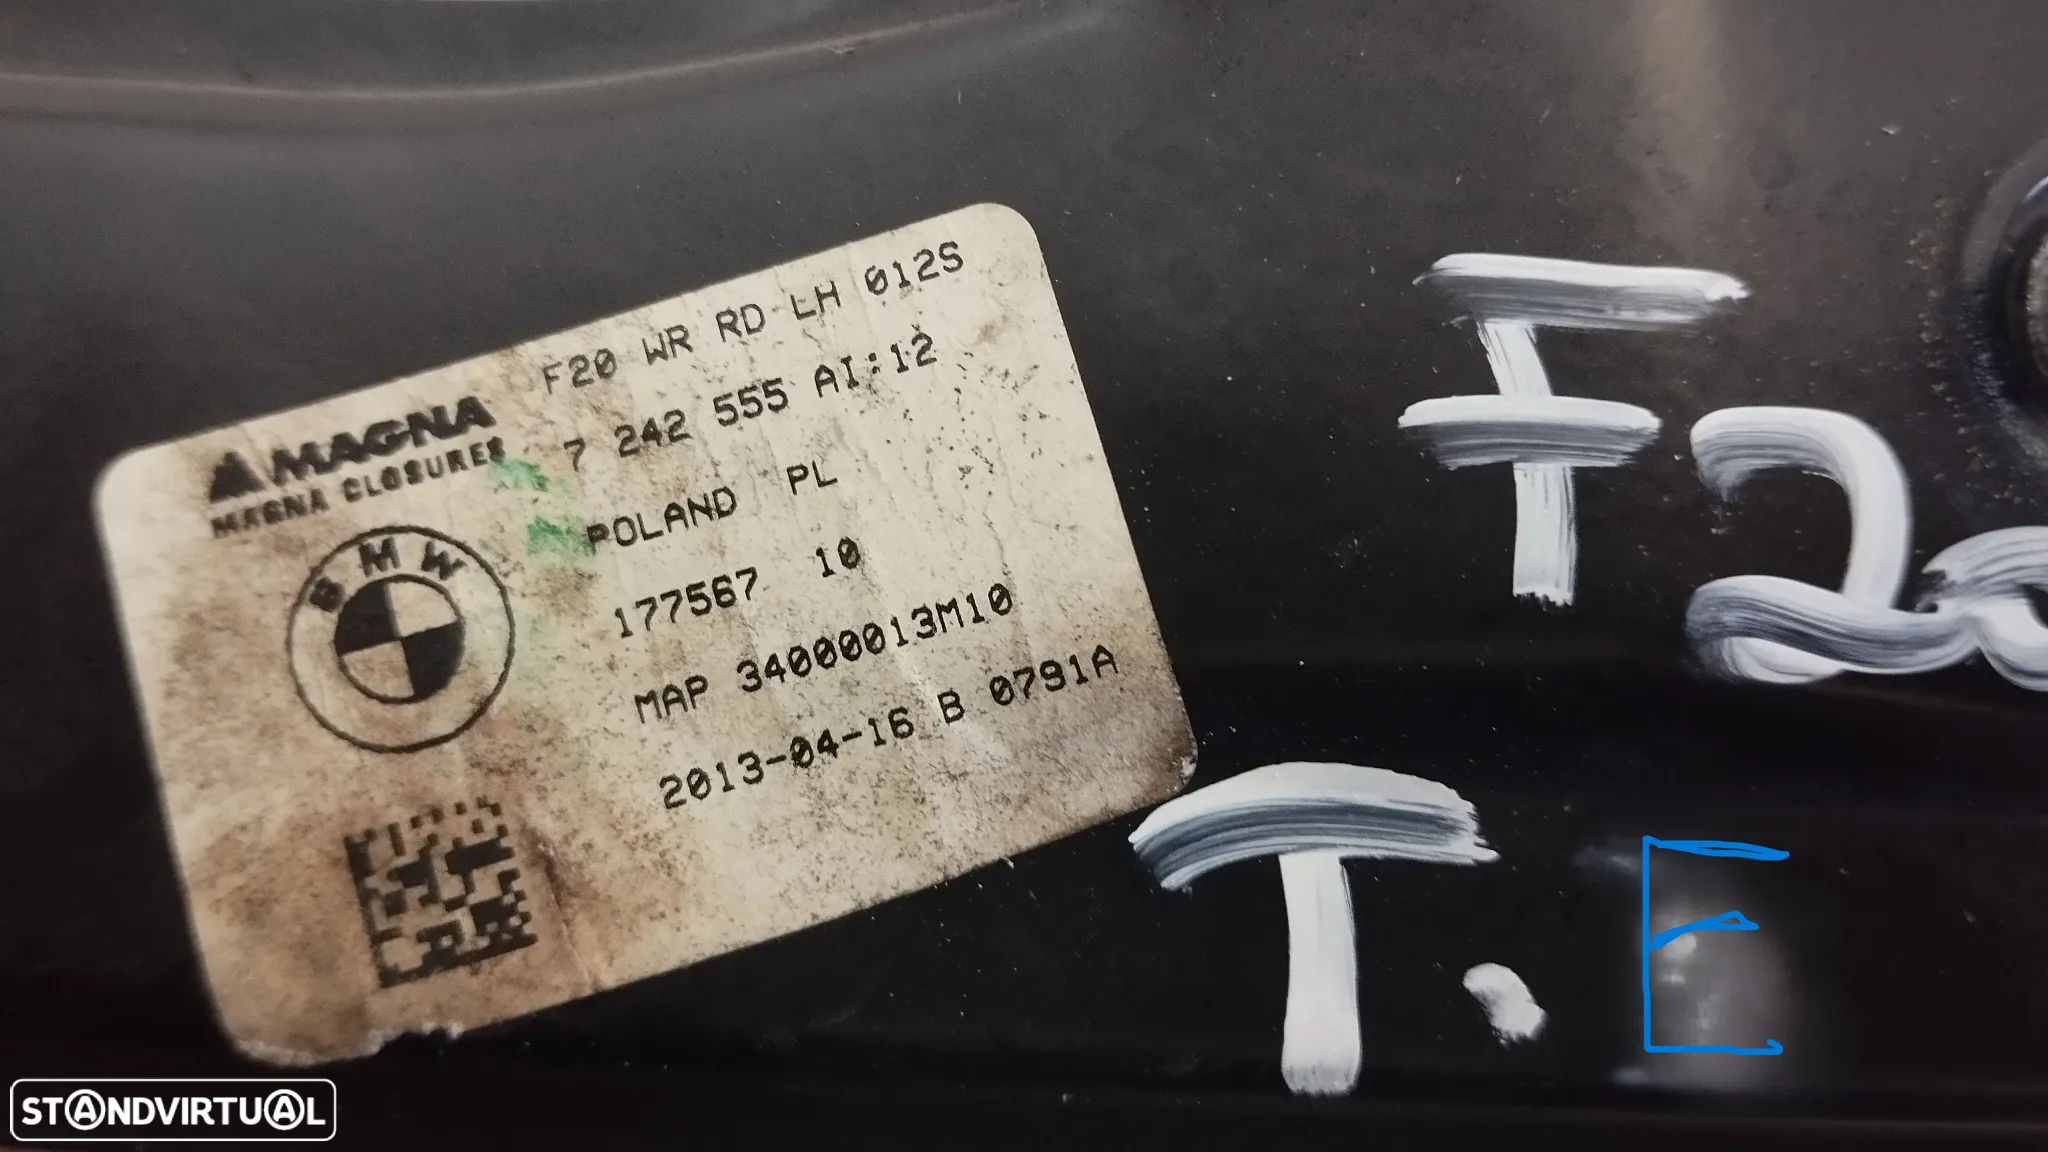 MAGNA
MAGNA CLOSURES
BMW
F20 WR RD LH 012S
7 242 555 AI:12
POLAND PL
177567 10
MAP 34000013M10
2013-04-16 B 0791A
F20
T.E
STANDVIRTUAL